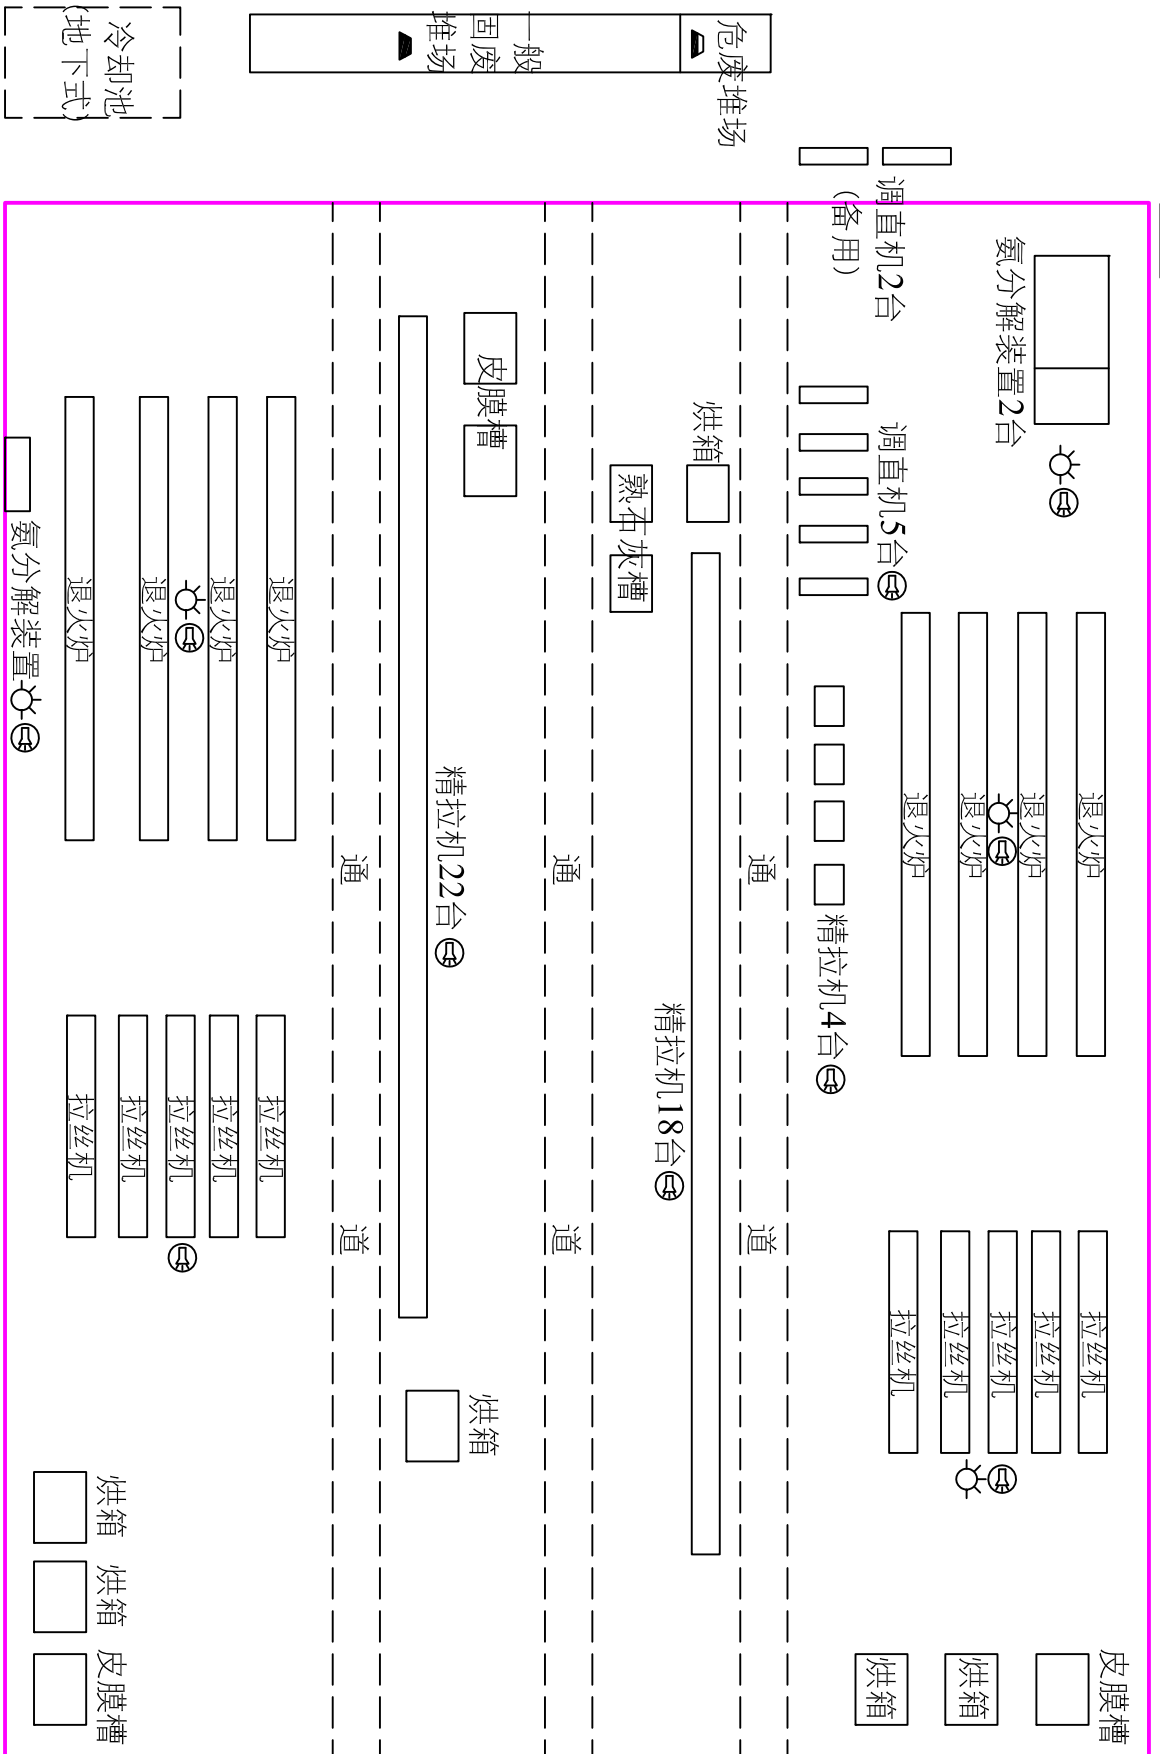 冷却池
(地下式)
一般
固废
堆场
危废堆场
调直机2台
(备用)
氨分解装置2台
皮膜槽
烘箱
熟石灰槽
调直机5台
氨分解装置
退火炉
退火炉
退火炉
退火炉
退火炉
退火炉
退火炉
退火炉
精拉机22台
通
通
通
精拉机4台
精拉机18台
拉丝机
拉丝机
拉丝机
拉丝机
拉丝机
道
道
道
拉丝机
拉丝机
拉丝机
拉丝机
拉丝机
烘箱
烘箱
烘箱
皮膜槽
烘箱
烘箱
皮膜槽